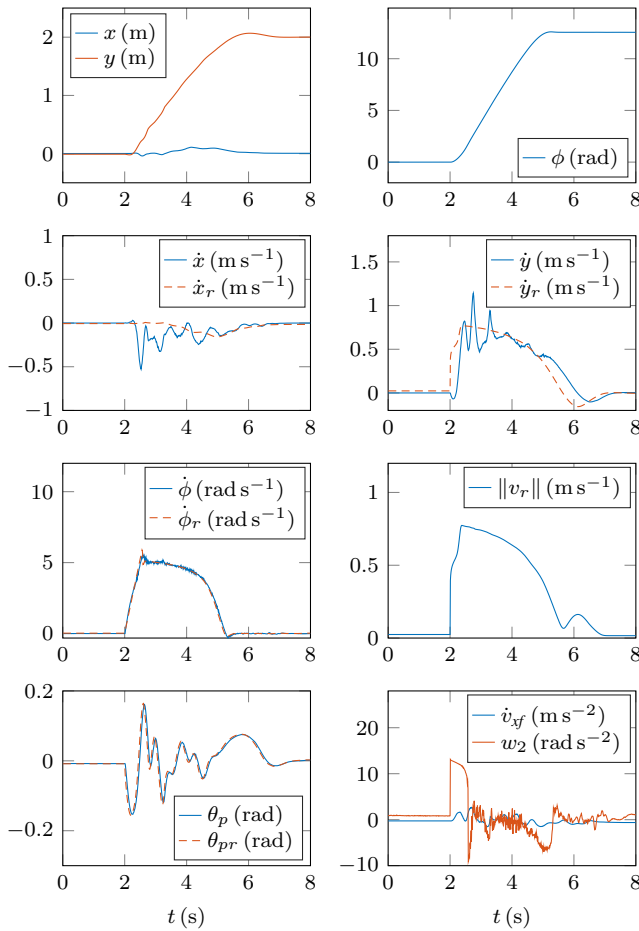 x (m)
y (m)
2
1
0
0 2 4 6 8
10
5
0
ϕ (rad)
0 2 4 6 8
1
0.5
0
−0.5
−1
ẋ (m s⁻¹)
ẋᵣ (m s⁻¹)
0 2 4 6 8
1.5
1
0.5
0
ẏ (m s⁻¹)
ẏᵣ (m s⁻¹)
0 2 4 6 8
10
5
0
ϕ̇ (rad s⁻¹)
ϕ̇ᵣ (rad s⁻¹)
0 2 4 6 8
1
0.5
0
‖vᵣ‖ (m s⁻¹)
0 2 4 6 8
0.2
0
−0.2
θₚ (rad)
θₚᵣ (rad)
0 2 4 6 8
t (s)
20
10
0
−10
v̇_xf (m s⁻²)
w₂ (rad s⁻²)
0 2 4 6 8
t (s)